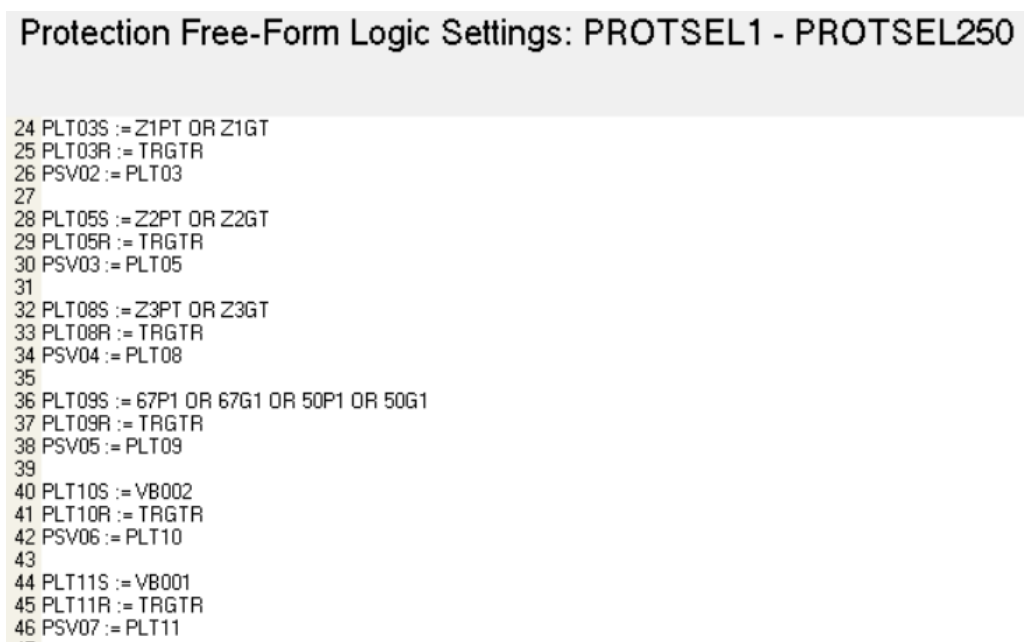 Protection Free-Form Logic Settings: PROTSEL1 - PROTSEL250
24 PLT03S := Z1PT OR Z1GT
25 PLT03R := TRGTR
26 PSV02 := PLT03
27
28 PLT05S := Z2PT OR Z2GT
29 PLT05R := TRGTR
30 PSV03 := PLT05
31
32 PLT08S := Z3PT OR Z3GT
33 PLT08R := TRGTR
34 PSV04 := PLT08
35
36 PLT09S := 67P1 OR 67G1 OR 50P1 OR 50G1
37 PLT09R := TRGTR
38 PSV05 := PLT09
39
40 PLT10S := VB002
41 PLT10R := TRGTR
42 PSV06 := PLT10
43
44 PLT11S := VB001
45 PLT11R := TRGTR
46 PSV07 := PLT11